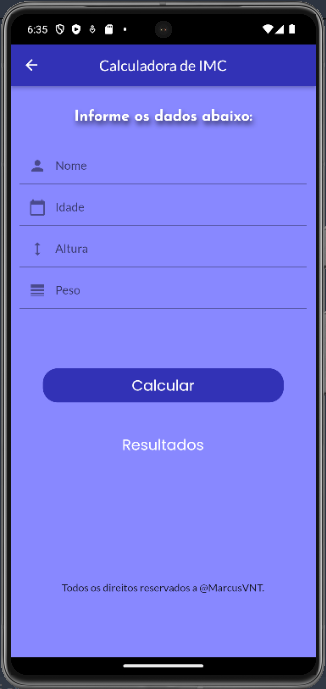 6:35
Calculadora de IMC
Informe os dados abaixo:
Nome
Idade
Altura
Peso
Calcular
Resultados
Todos os direitos reservados a @MarcusVNT.